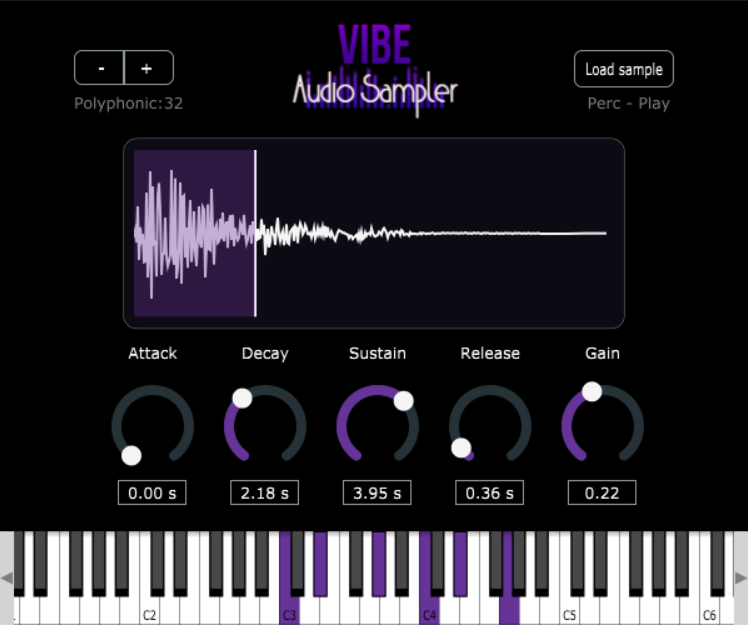 VIBE
Audio Sampler
- +
Polyphonic:32
Load sample
Perc - Play
Attack Decay Sustain Release Gain
0.00 s 2.18 s 3.95 s 0.36 s 0.22
C2 C3 C4 C5 C6